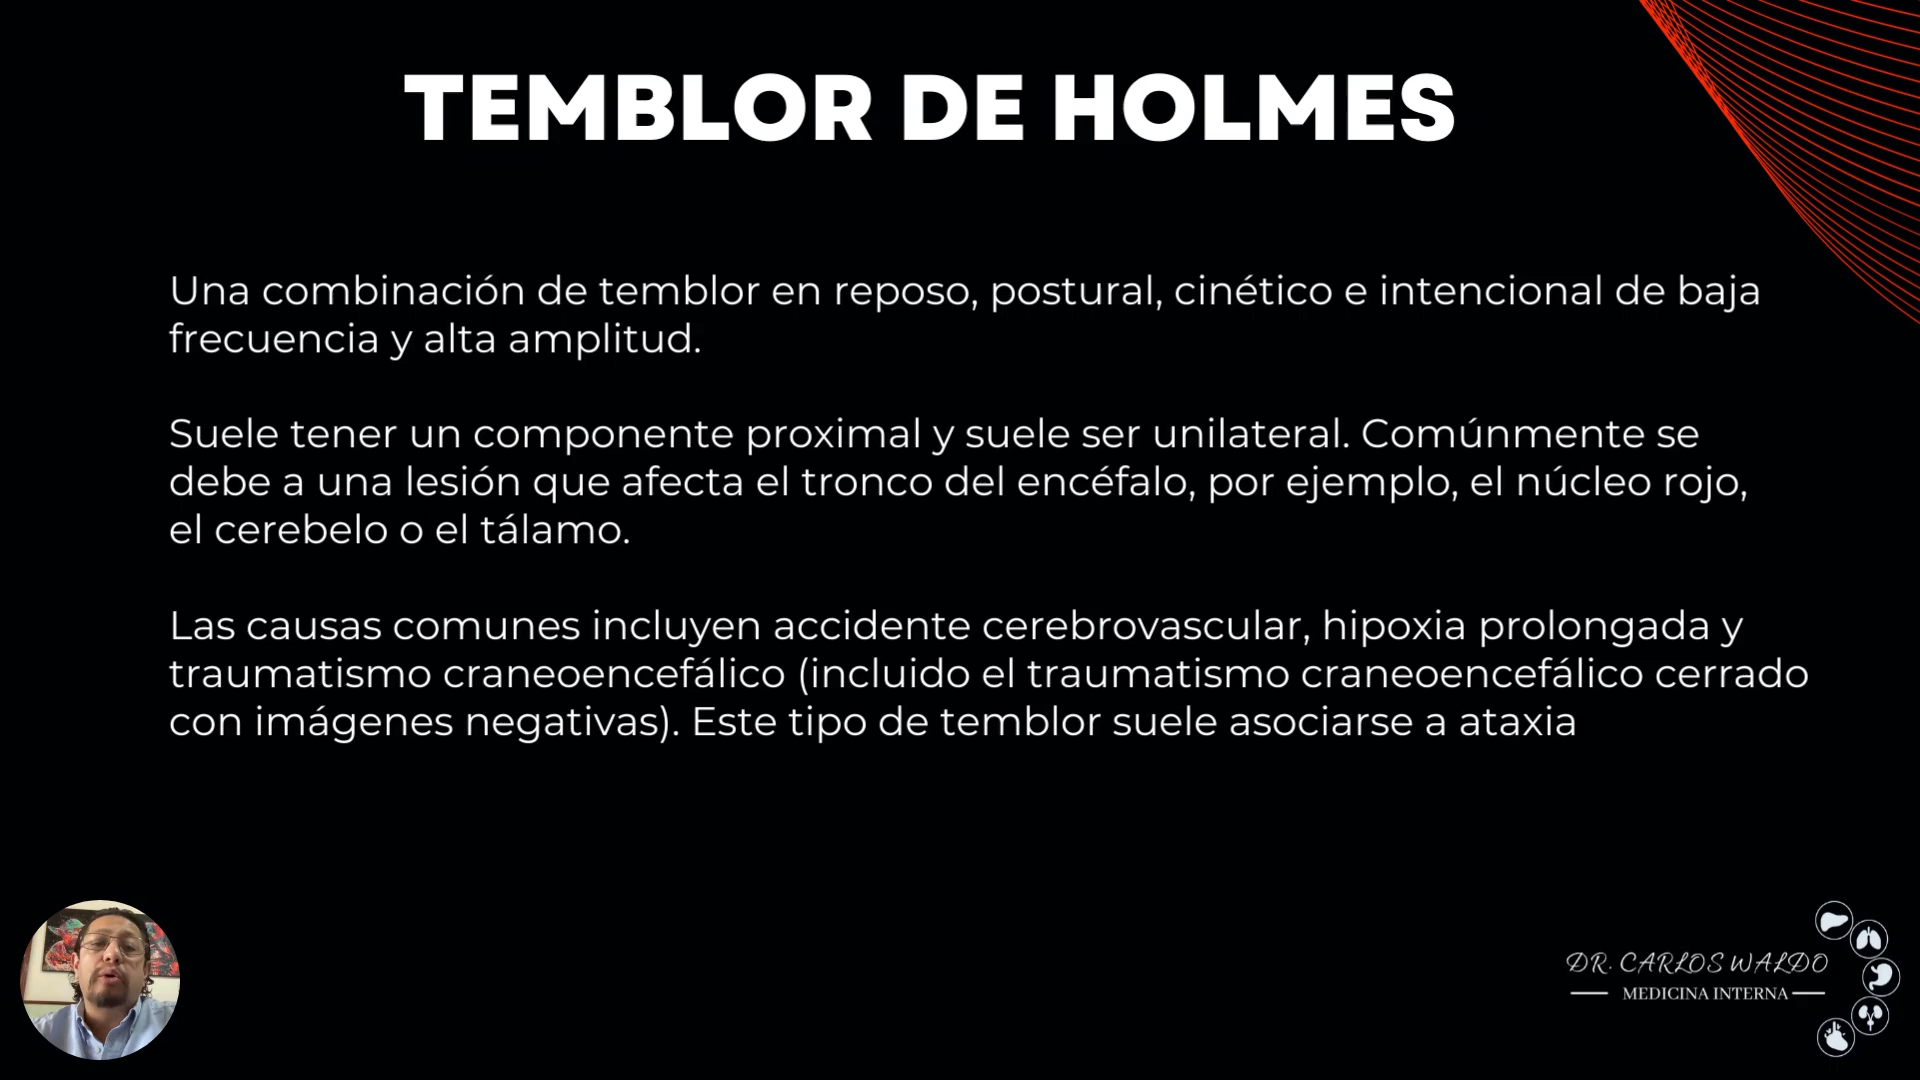 TEMBLOR DE HOLMES
Una combinación de temblor en reposo, postural, cinético e intencional de baja
frecuencia y alta amplitud.
Suele tener un componente proximal y suele ser unilateral. Comúnmente se
debe a una lesión que afecta el tronco del encéfalo, por ejemplo, el núcleo rojo,
el cerebelo o el tálamo.
Las causas comunes incluyen accidente cerebrovascular, hipoxia prolongada y
traumatismo craneoencefálico (incluido el traumatismo craneoencefálico cerrado
con imágenes negativas). Este tipo de temblor suele asociarse a ataxia
DR. CARLOS WALDO
MEDICINA INTERNA